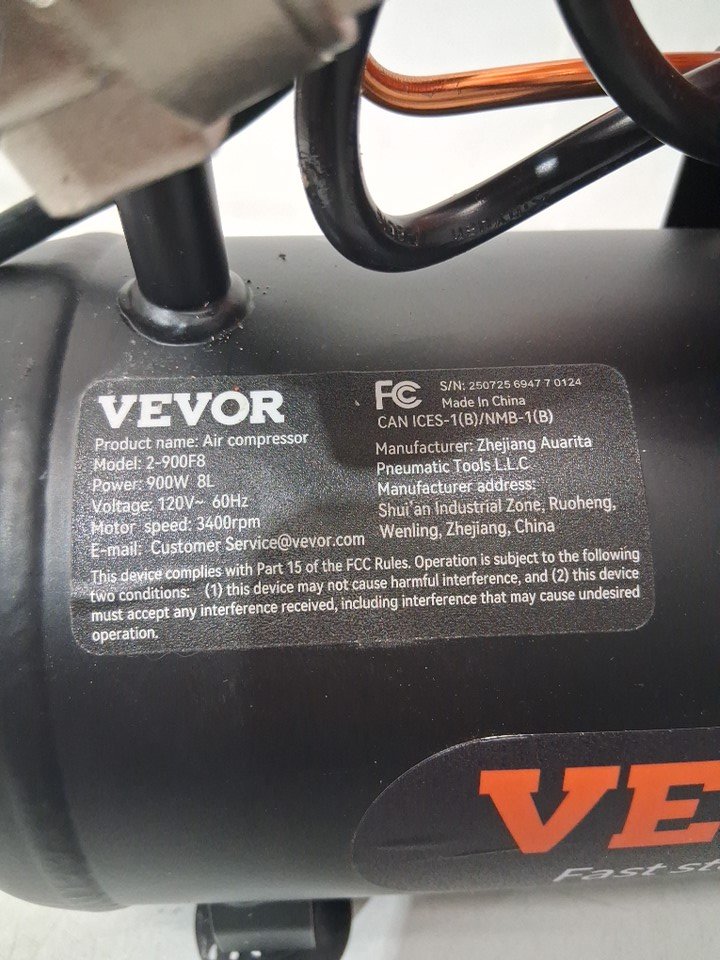 VEVOR
Product name: Air compressor
Model: 2-900F8
Power: 900W 8L
Voltage: 120V~ 60Hz
Motor speed: 3400rpm
E-mail: Customer Service@vevor.com
FC S/N: 250725 6947 7 0124
Made In China
CAN ICES-1(B)/NMB-1(B)
Manufacturer: Zhejiang Auarita
Pneumatic Tools L.L.C
Manufacturer address:
Shui'an Industrial Zone, Ruoheng,
Wenling, Zhejiang, China
This device complies with Part 15 of the FCC Rules. Operation is subject to the following
two conditions: (1) this device may not cause harmful interference, and (2) this device
must accept any interference received, including interference that may cause undesired
operation.
VE
Fast st